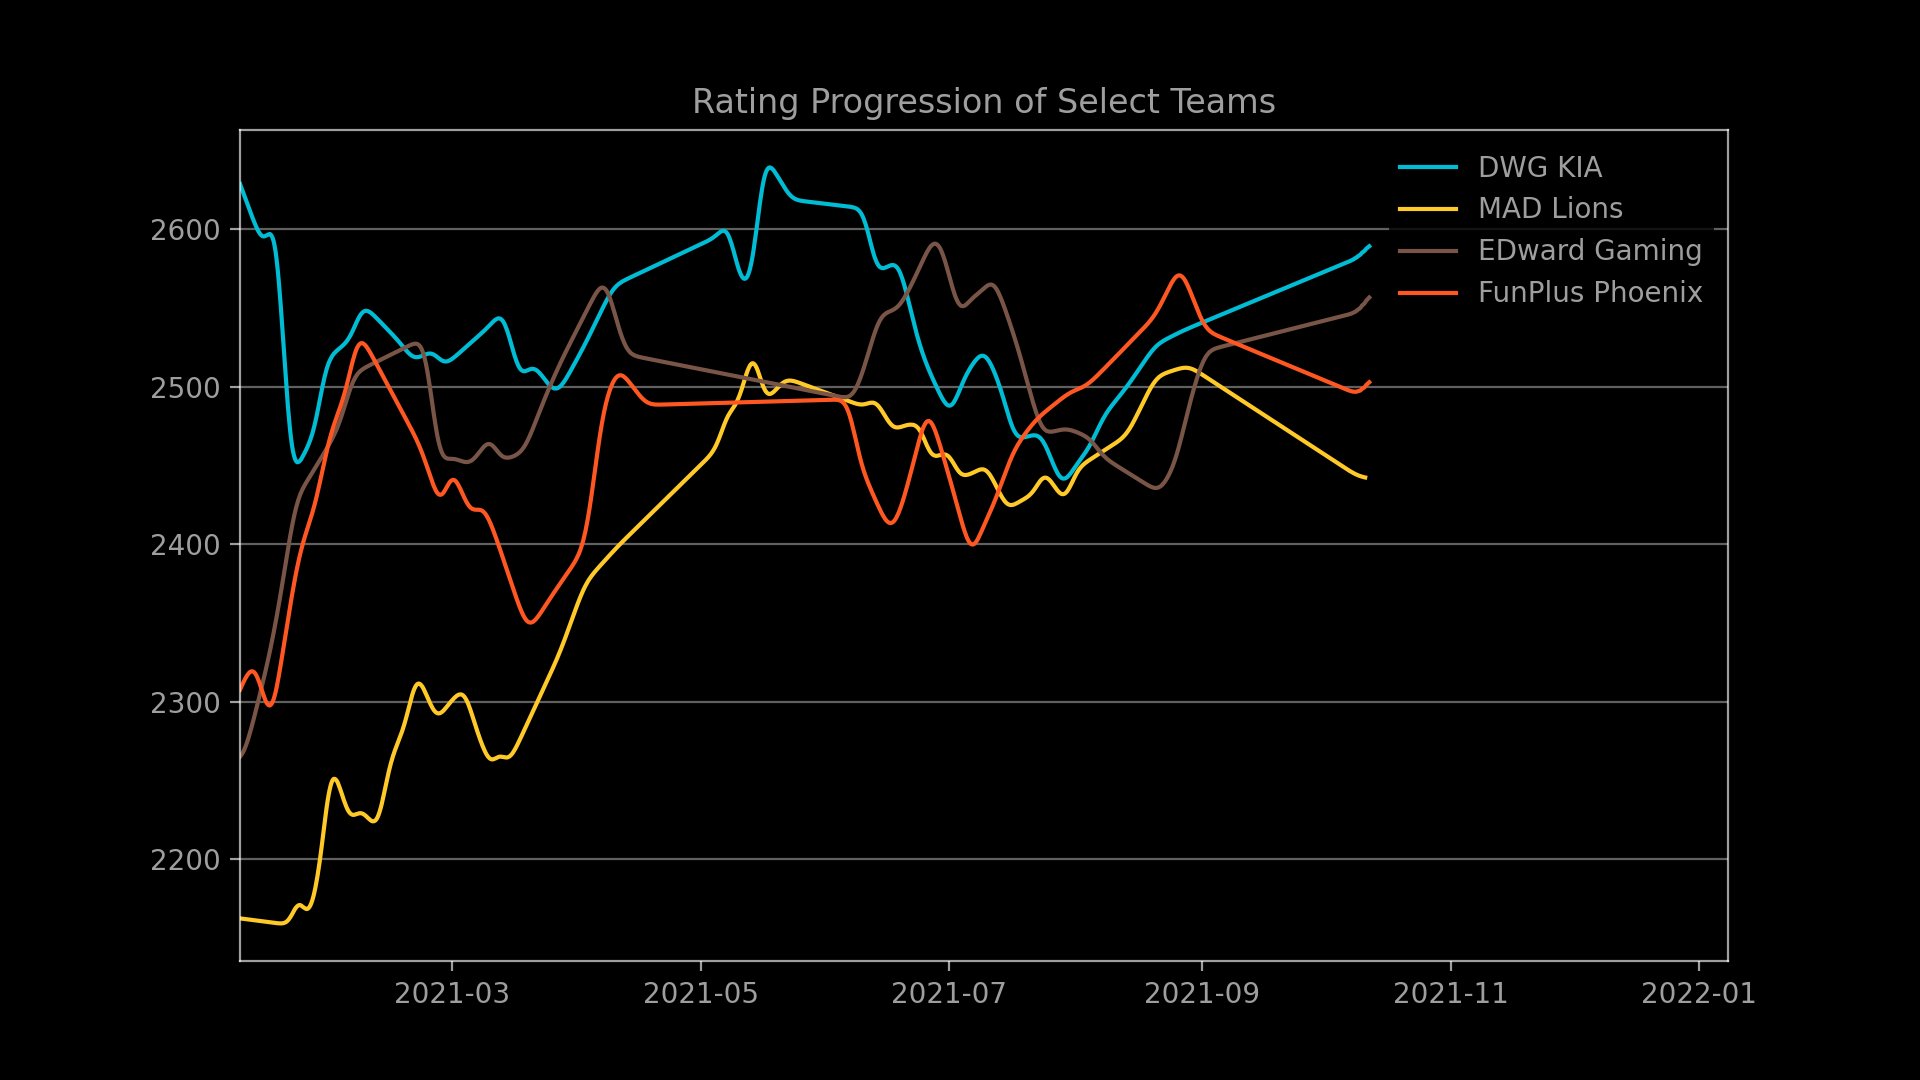 Rating Progression of Select Teams
DWG KIA
MAD Lions
EDward Gaming
FunPlus Phoenix
2600
2500
2400
2300
2200
2021-03 2021-05 2021-07 2021-09 2021-11 2022-01